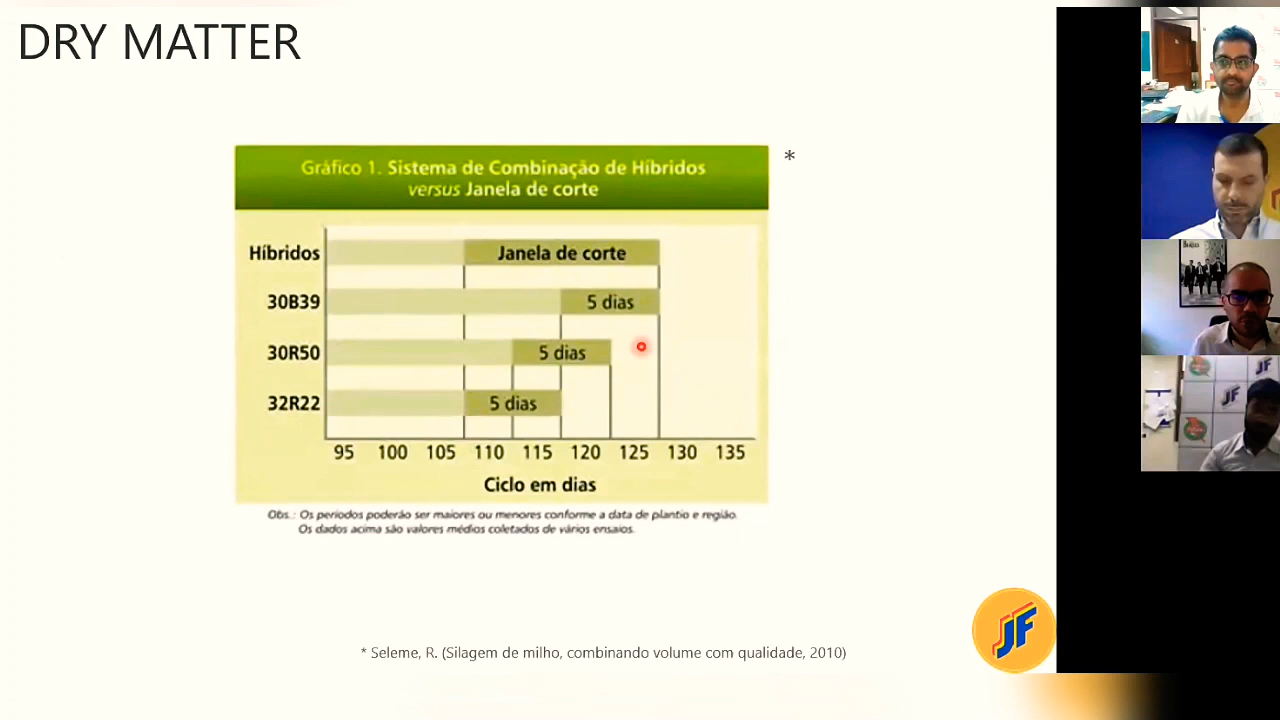 DRY MATTER
Gráfico 1. Sistema de Combinação de Híbridos
versus Janela de corte
*
Híbridos
Janela de corte
30B39
5 dias
30R50
5 dias
32R22
5 dias
95 100 105 110 115 120 125 130 135
Ciclo em dias
Obs.: Os períodos poderão ser maiores ou menores conforme a data de plantio e região.
Os dados acima são valores médios coletados de vários ensaios.
* Seleme, R. (Silagem de milho, combinando volume com qualidade, 2010)
JF
JF
JF